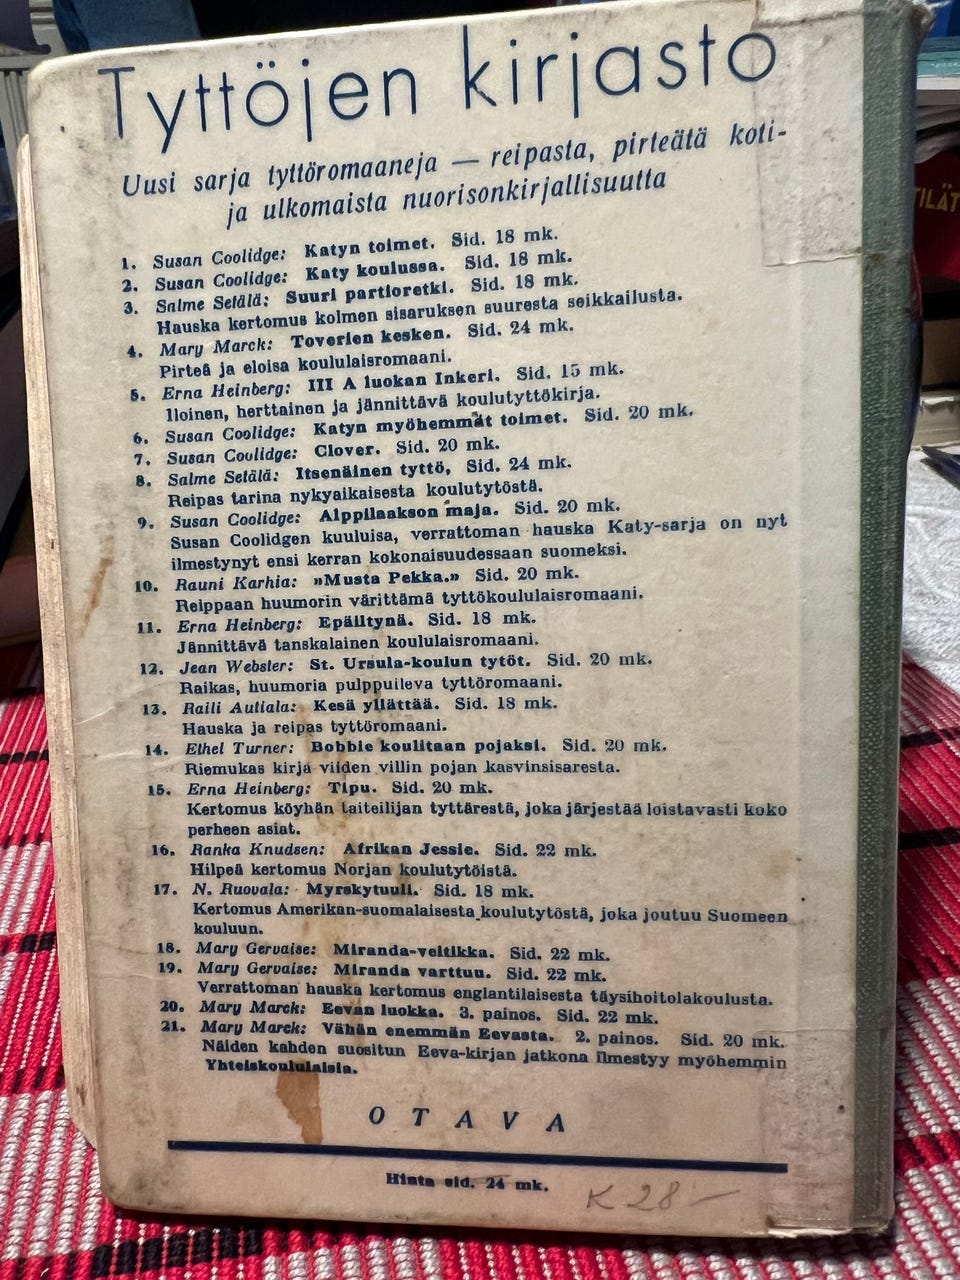 Tyttöjen kirjasto
Uusi sarja tyttöromaaneja — reipasta, pirteätä koti-
ja ulkomaista nuorisonkirjallisuutta
1. Susan Coolidge: Katyn toimet. Sid. 18 mk.
2. Susan Coolidge: Katy koulussa. Sid. 18 mk.
3. Salme Setälä: Suuri partioretki. Sid. 18 mk.
Hauska kertomus kolmen sisaruksen suuresta seikkailusta.
4. Mary Marck: Toverien kesken. Sid. 24 mk.
Pirteä ja eloisa koululaisromaani.
5. Erna Heinberg: III A luokan Inkeri. Sid. 15 mk.
Iloinen, herttainen ja jännittävä koulutyttökirja.
6. Susan Coolidge: Katyn myöhemmät toimet. Sid. 20 mk.
7. Susan Coolidge: Clover. Sid. 20 mk.
8. Salme Setälä: Itsenäinen tyttö, Sid. 24 mk.
Reipas tarina nykyaikaisesta koulutytöstä.
9. Susan Coolidge: Alppilaakson maja. Sid. 20 mk.
Susan Coolidgen kuuluisa, verrattoman hauska Katy-sarja on nyt
ilmestynyt ensi kerran kokonaisuudessaan suomeksi.
10. Rauni Karhia: »Musta Pekka.» Sid. 20 mk.
Reippaan huumorin värittämä tyttökoululaisromaani.
11. Erna Heinberg: Epäiltynä. Sid. 18 mk.
Jännittävä tanskalainen koululaisromaani.
12. Jean Webster: St. Ursula-koulun tytöt. Sid. 20 mk.
Raikas, huumoria pulppuileva tyttöromaani.
13. Raili Autiala: Kesä yllättää. Sid. 18 mk.
Hauska ja reipas tyttöromaani.
14. Ethel Turner: Bobbie koulitaan pojaksi. Sid. 20 mk.
Riemukas kirja viiden villin pojan kasvinsisaresta.
15. Erna Heinberg: Tipu. Sid. 20 mk.
Kertomus köyhän taiteilijan tyttärestä, joka järjestää loistavasti koko
perheen asiat.
16. Ranka Knudsen: Afrikan Jessie. Sid. 22 mk.
Hilpeä kertomus Norjan koulutytöistä.
17. N. Ruovala: Myrskytuuli. Sid. 18 mk.
Kertomus Amerikan-suomalaisesta koulutytöstä, joka joutuu Suomeen
kouluun.
18. Mary Gervaise: Miranda-veitikka. Sid. 22 mk.
19. Mary Gervaise: Miranda varttuu. Sid. 22 mk.
Verrattoman hauska kertomus englantilaisesta täysihoitolakoulusta.
20. Mary Marck: Eevan luokka. 3. painos. Sid. 22 mk.
21. Mary Marck: Vähän enemmän Eevasta. 2. painos. Sid. 20 mk.
Näiden kahden suositun Eeva-kirjan jatkona ilmestyy myöhemmin
Yhteiskoululaisia.
OTAVA
Hinta sid. 24 mk.
K 28-
TILÄT